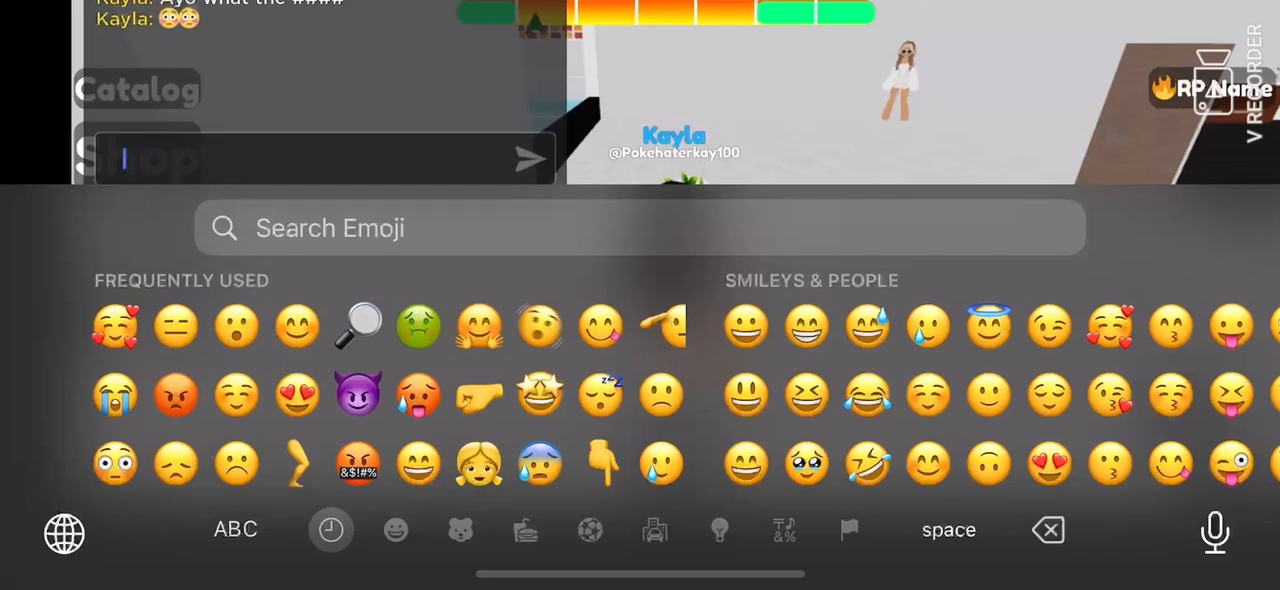 Kayla: Ayo what the ####
Kayla: 😳😳
Catalog
Shop
Kayla
@Pokehaterkay100
🔥RP Name
V RECORDER
Search Emoji
FREQUENTLY USED
SMILEYS & PEOPLE
&$!#%
ABC
space